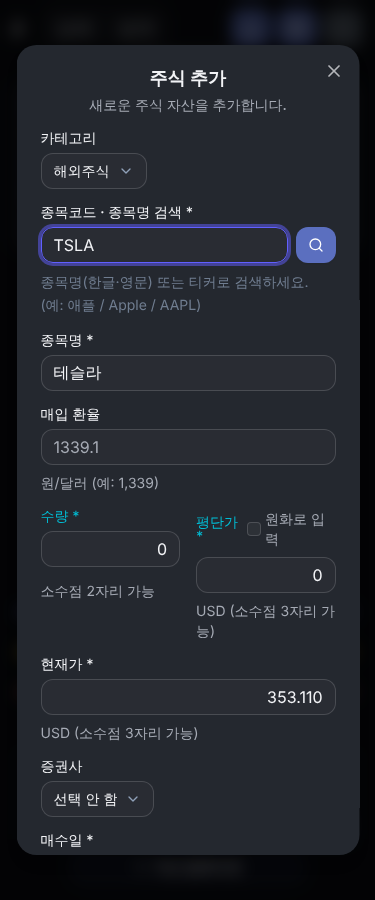 주식 추가
새로운 주식 자산을 추가합니다.
카테고리
해외주식
종목코드 · 종목명 검색 *
TSLA
종목명(한글·영문) 또는 티커로 검색하세요.
(예: 애플 / Apple / AAPL)
종목명 *
테슬라
매입 환율
1339.1
원/달러 (예: 1,339)
수량 *
0
소수점 2자리 가능
평단가
*
원화로 입
력
0
USD (소수점 3자리 가
능)
현재가 *
353.110
USD (소수점 3자리 가능)
증권사
선택 안 함
매수일 *